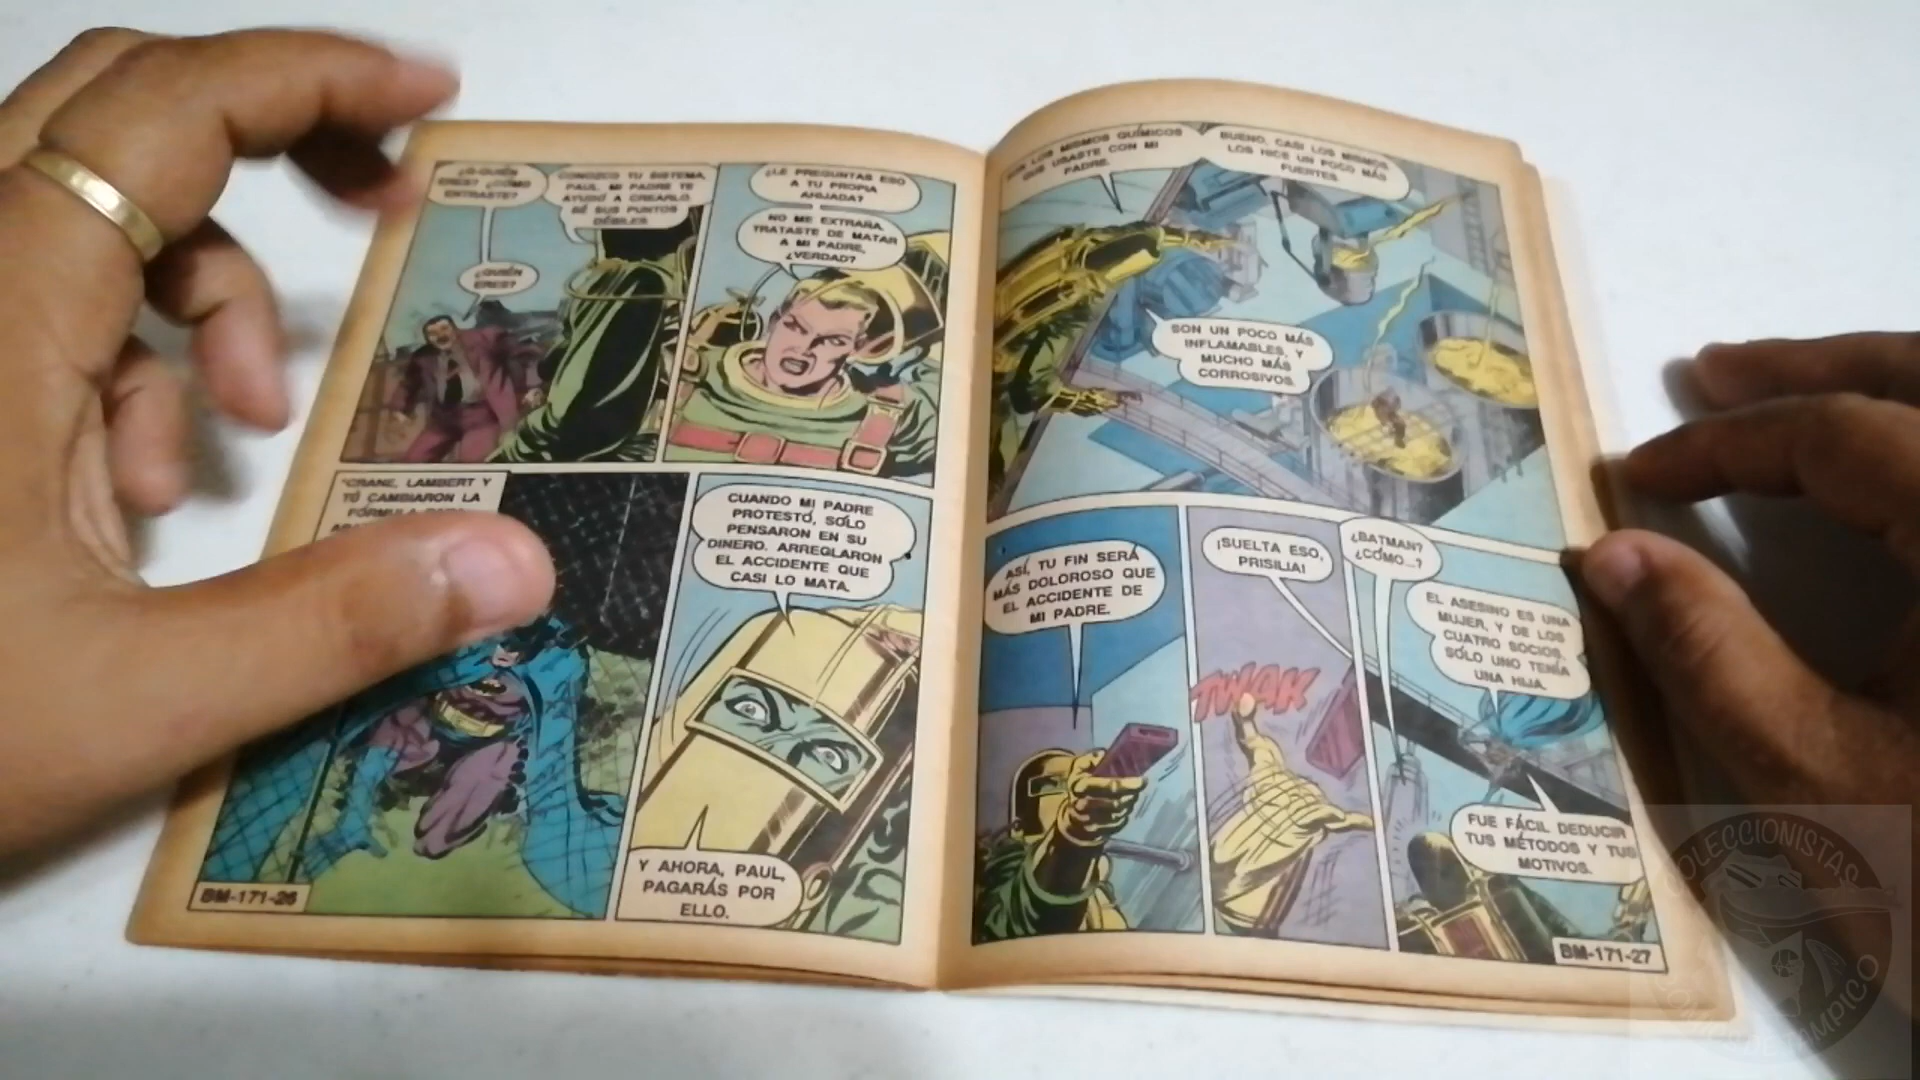 ¿Q-QUIÉN
ERES? ¿CÓMO
ENTRASTE?
CONOZCO TU SISTEMA,
PAUL. MI PADRE TE
AYUDÓ A CREARLO.
SÉ SUS PUNTOS
DÉBILES.
¿QUIÉN
ERES?
¿LE PREGUNTAS ESO
A TU PROPIA
AHIJADA?
NO ME EXTRAÑA.
TRATASTE DE MATAR
A MI PADRE,
¿VERDAD?
"CRANE, LAMBERT Y
TÚ CAMBIARON LA
FÓRMULA
CUANDO MI PADRE
PROTESTÓ, SÓLO
PENSARON EN SU
DINERO. ARREGLARON
EL ACCIDENTE QUE
CASI LO MATA.
Y AHORA, PAUL,
PAGARÁS POR
ELLO.
BM-171-26
LOS MISMOS QUÍMICOS
QUE USASTE CON MI
PADRE.
BUENO, CASI LOS MISMOS.
LOS HICE UN POCO MÁS
FUERTES.
SON UN POCO MÁS
INFLAMABLES, Y
MUCHO MÁS
CORROSIVOS.
ASÍ, TU FIN SERÁ
MÁS DOLOROSO QUE
EL ACCIDENTE DE
MI PADRE.
¡SUELTA ESO,
PRISILIA!
TWAK
¿BATMAN?
¿CÓMO...?
EL ASESINO ES UNA
MUJER, Y DE LOS
CUATRO SOCIOS,
SÓLO UNO TENÍA
UNA HIJA.
FUE FÁCIL DEDUCIR
TUS MÉTODOS Y TUS
MOTIVOS.
BM-171-27
COLECCIONISTAS
TAMPICO